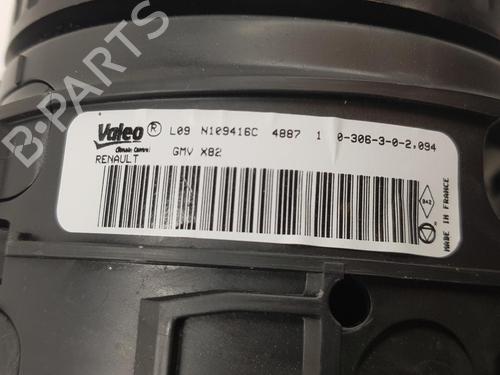 B-PARTS
Valeo ® L09 N109416C 4887 1 0-306-3-0-2,094
Climate Control
RENAULT GMV X82
942
MADE IN FRANCE